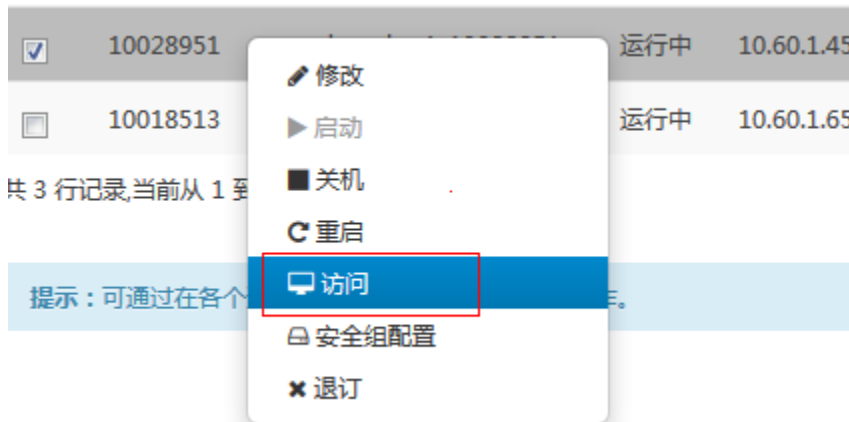 10028951 运行中 10.60.1.45
修改
10018513 运行中 10.60.1.65
启动
共 3 行记录,当前从 1 到
关机
重启
访问
提示：可通过在各个 作。
安全组配置
退订